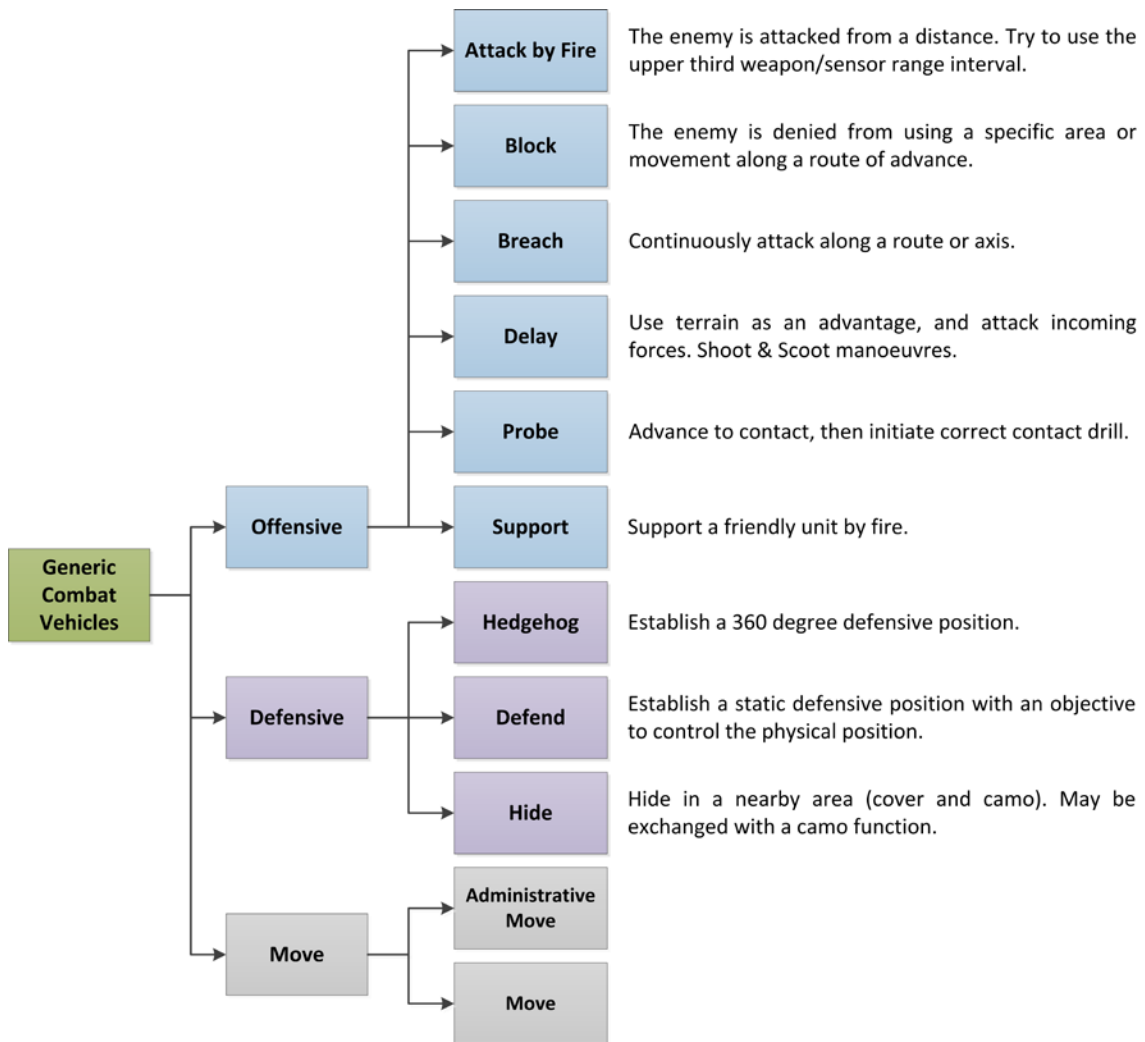 Attack by Fire
The enemy is attacked from a distance. Try to use the
upper third weapon/sensor range interval.
Block
The enemy is denied from using a specific area or
movement along a route of advance.
Breach
Continuously attack along a route or axis.
Delay
Use terrain as an advantage, and attack incoming
forces. Shoot & Scoot manoeuvres.
Probe
Advance to contact, then initiate correct contact drill.
Offensive
Support
Support a friendly unit by fire.
Generic
Combat
Vehicles
Hedgehog
Establish a 360 degree defensive position.
Defensive
Defend
Establish a static defensive position with an objective
to control the physical position.
Hide
Hide in a nearby area (cover and camo). May be
exchanged with a camo function.
Administrative
Move
Move
Move